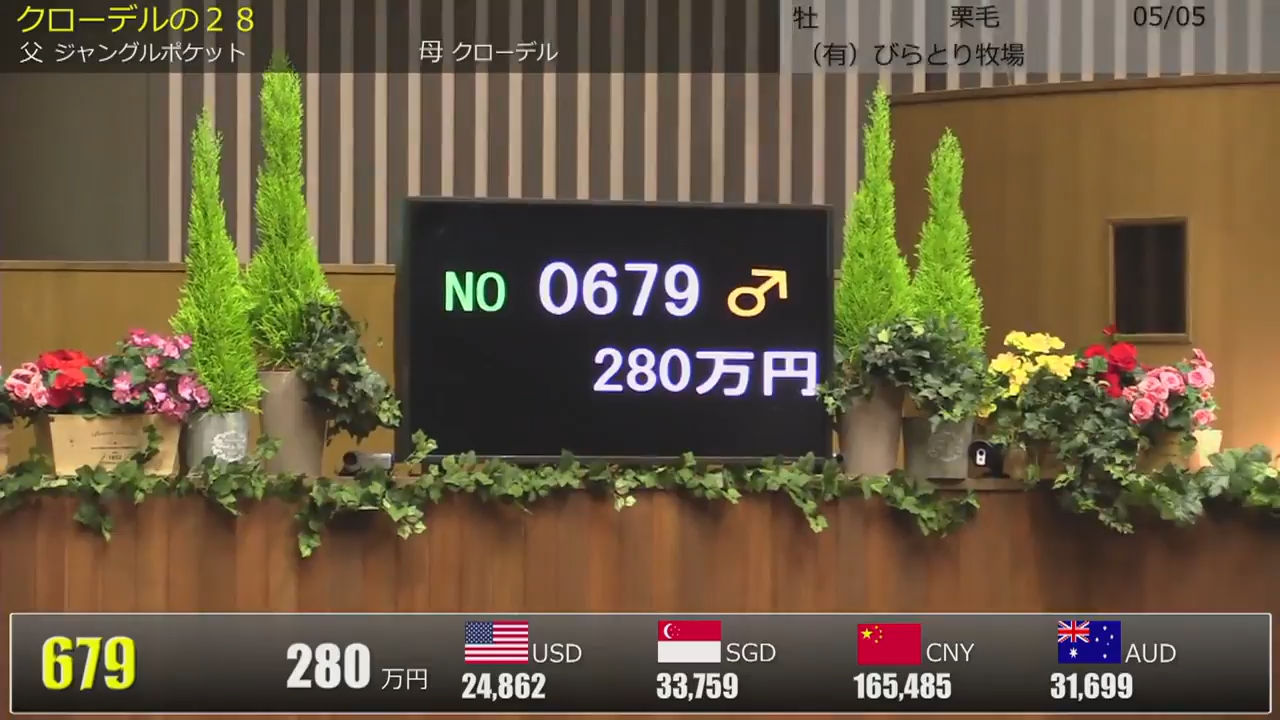 クローデルの２８
父 ジャングルポケット
母 クローデル
牡 栗毛 05/05
（有）びらとり牧場
NO 0679 ♂
280万円
679 280 万円
USD 24,862
SGD 33,759
CNY 165,485
AUD 31,699